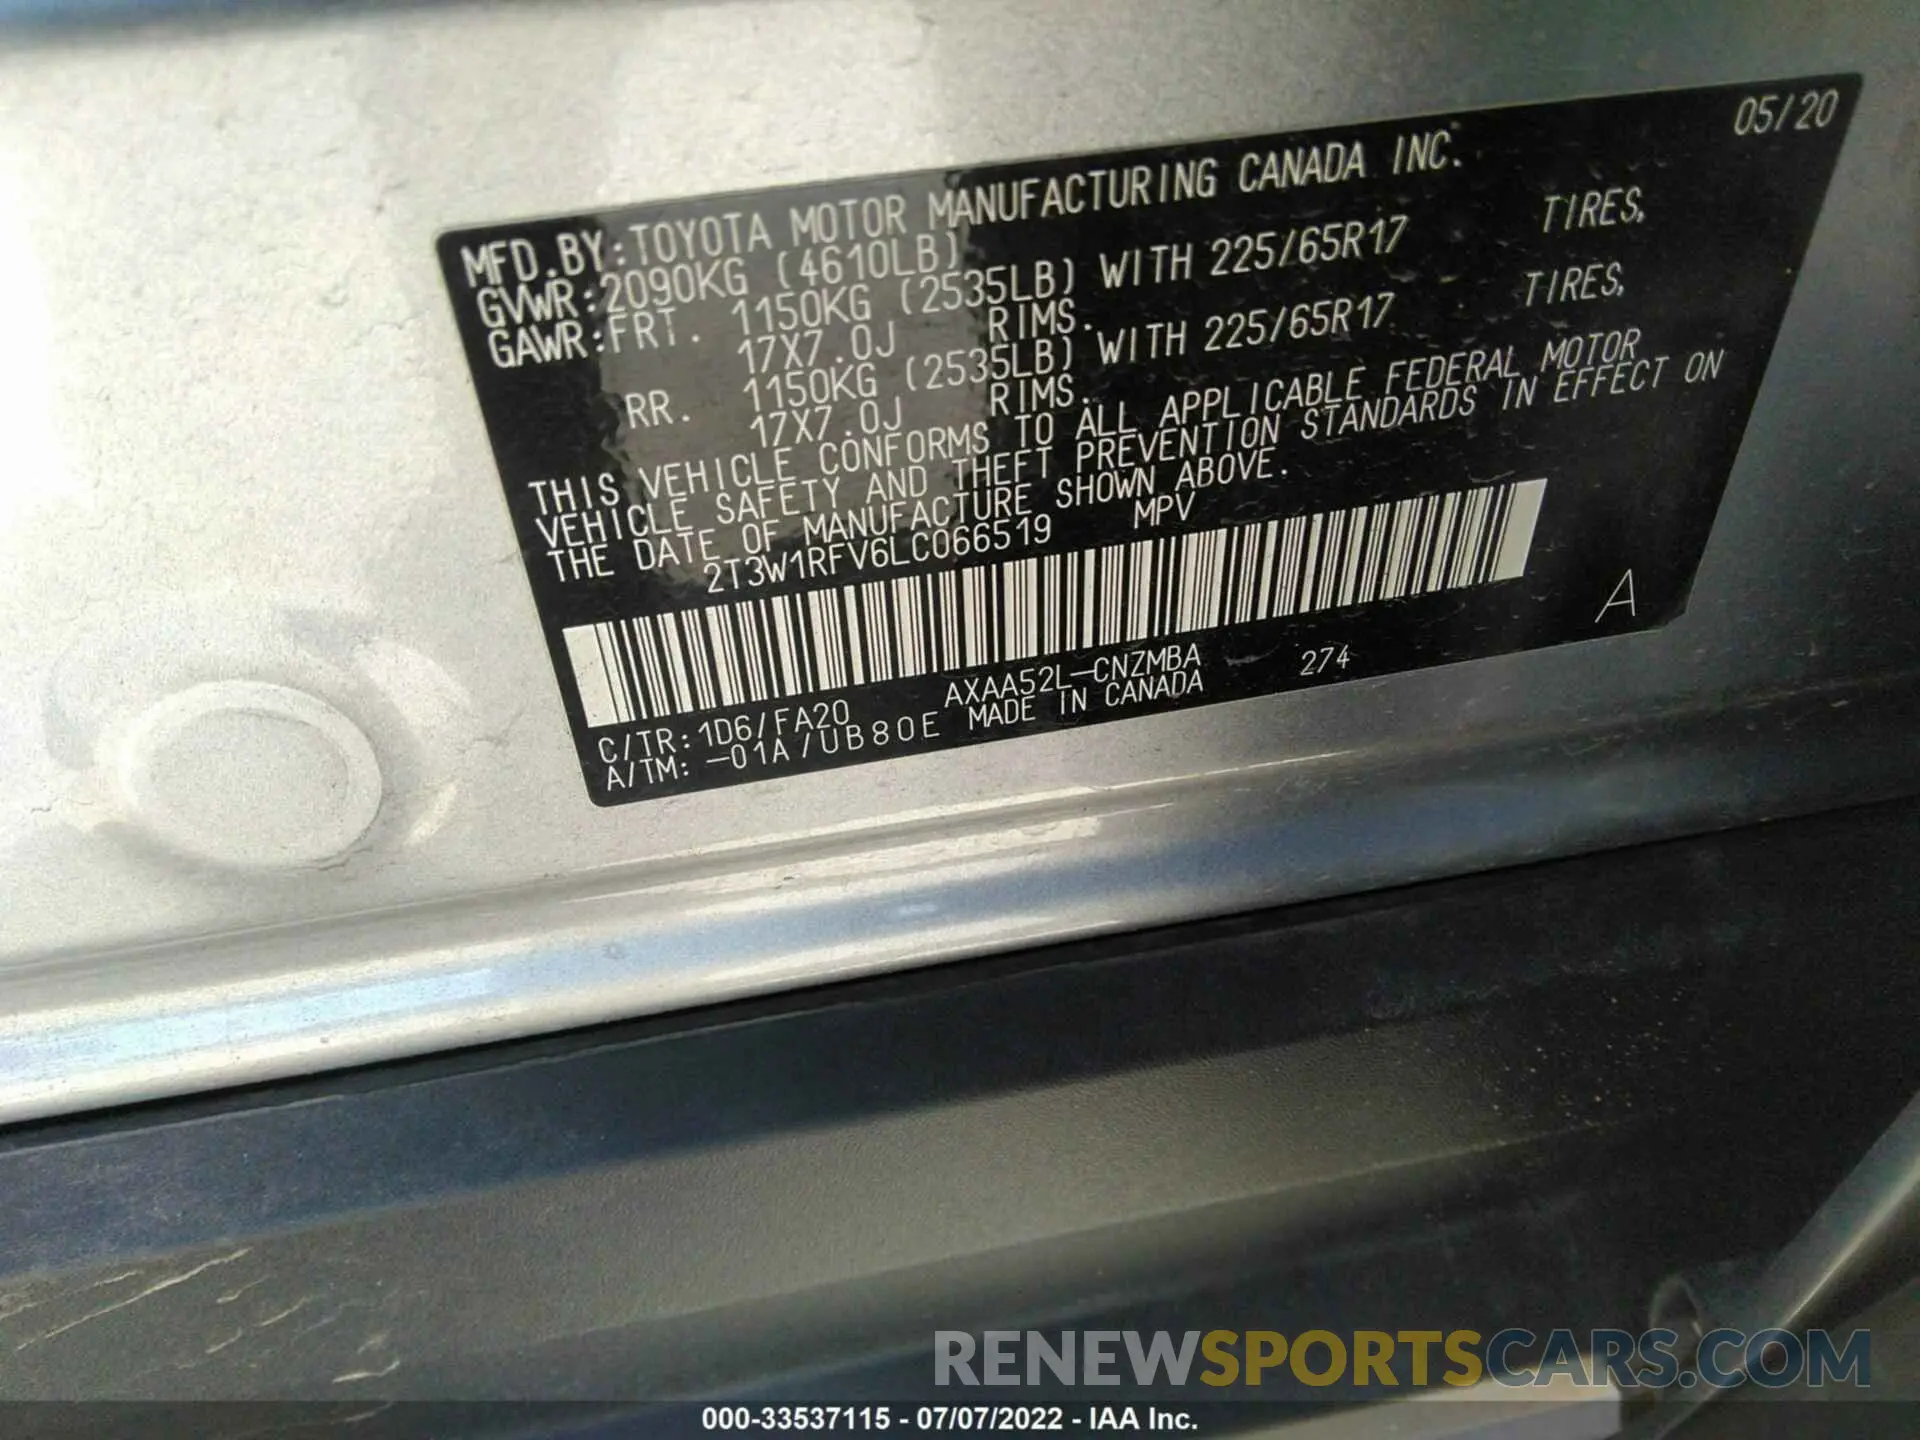 05/20
MFD.BY:TOYOTA MOTOR MANUFACTURING CANADA INC.
GVWR:2090KG (4610LB)
GAWR:FRT. 1150KG (2535LB) WITH 225/65R17 TIRES,
17X7.0J RIMS.
RR. 1150KG (2535LB) WITH 225/65R17 TIRES,
17X7.0J RIMS.
THIS VEHICLE CONFORMS TO ALL APPLICABLE FEDERAL MOTOR
VEHICLE SAFETY AND THEFT PREVENTION STANDARDS IN EFFECT ON
THE DATE OF MANUFACTURE SHOWN ABOVE.
2T3W1RFV6LC066519 MPV
A
C/TR:1D6/FA20 AXAA52L-CNZMBA 274
A/TM:-01A/UB80E MADE IN CANADA
RENEWSPORTSCARS.COM
000-33537115 - 07/07/2022 - IAA Inc.